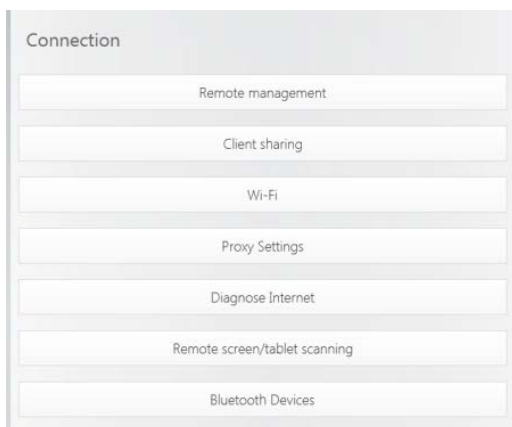 Connection
Remote management
Client sharing
Wi-Fi
Proxy Settings
Diagnose Internet
Remote screen/tablet scanning
Bluetooth Devices